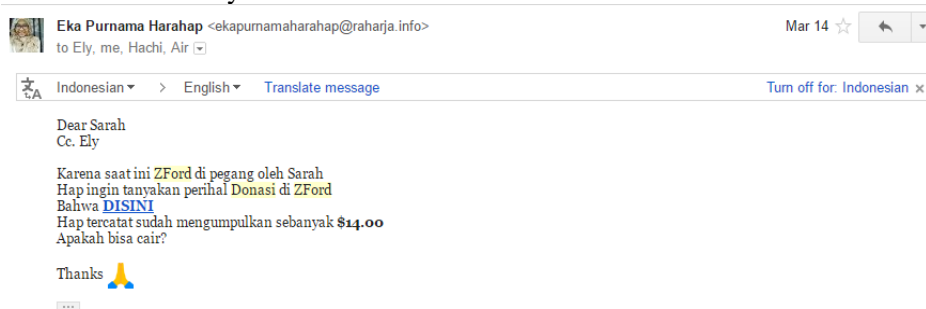 Eka Purnama Harahap <ekapurnamaharahap@raharja.info>
Mar 14
to Ely, me, Hachi, Air
Indonesian > English Translate message
Turn off for: Indonesian ×
Dear Sarah
Cc. Ely
Karena saat ini ZFord di pegang oleh Sarah
Hap ingin tanyakan perihal Donasi di ZFord
Bahwa DISINI
Hap tercatat sudah mengumpulkan sebanyak $14.00
Apakah bisa cair?
Thanks 🙏
...